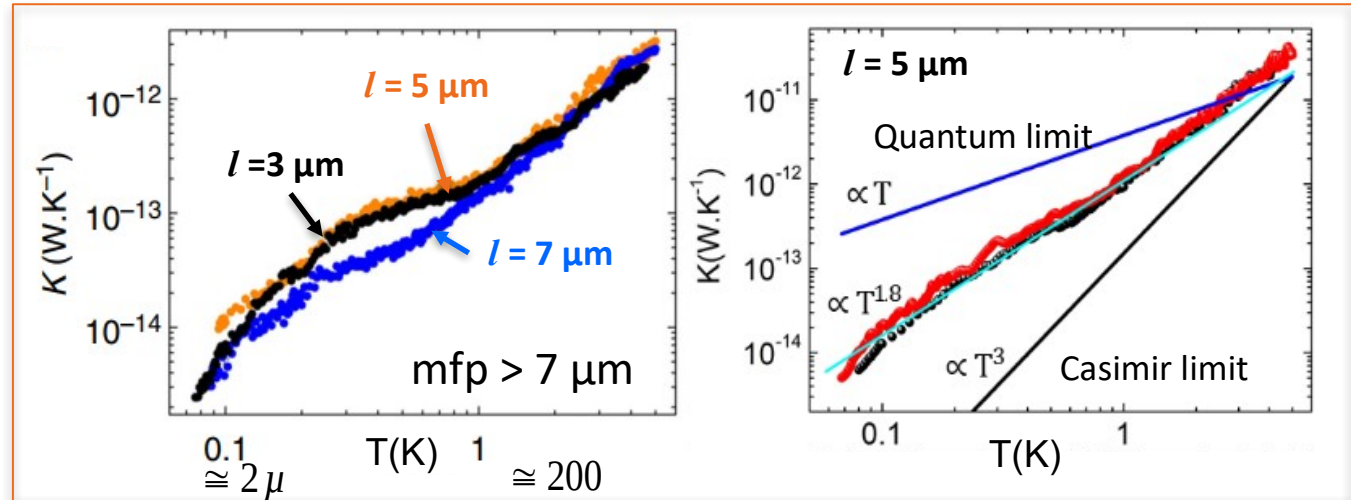 l = 5 μm
l =3 μm
l = 7 μm
mfp > 7 μm
K (W.K⁻¹)
10⁻¹²
10⁻¹³
10⁻¹⁴
0.1
T(K)
1
≅ 2 μ
≅ 200
l = 5 μm
Quantum limit
∝T
∝T¹·⁸
∝T³
Casimir limit
K(W.K⁻¹)
10⁻¹¹
10⁻¹²
10⁻¹³
10⁻¹⁴
0.1
T(K)
1